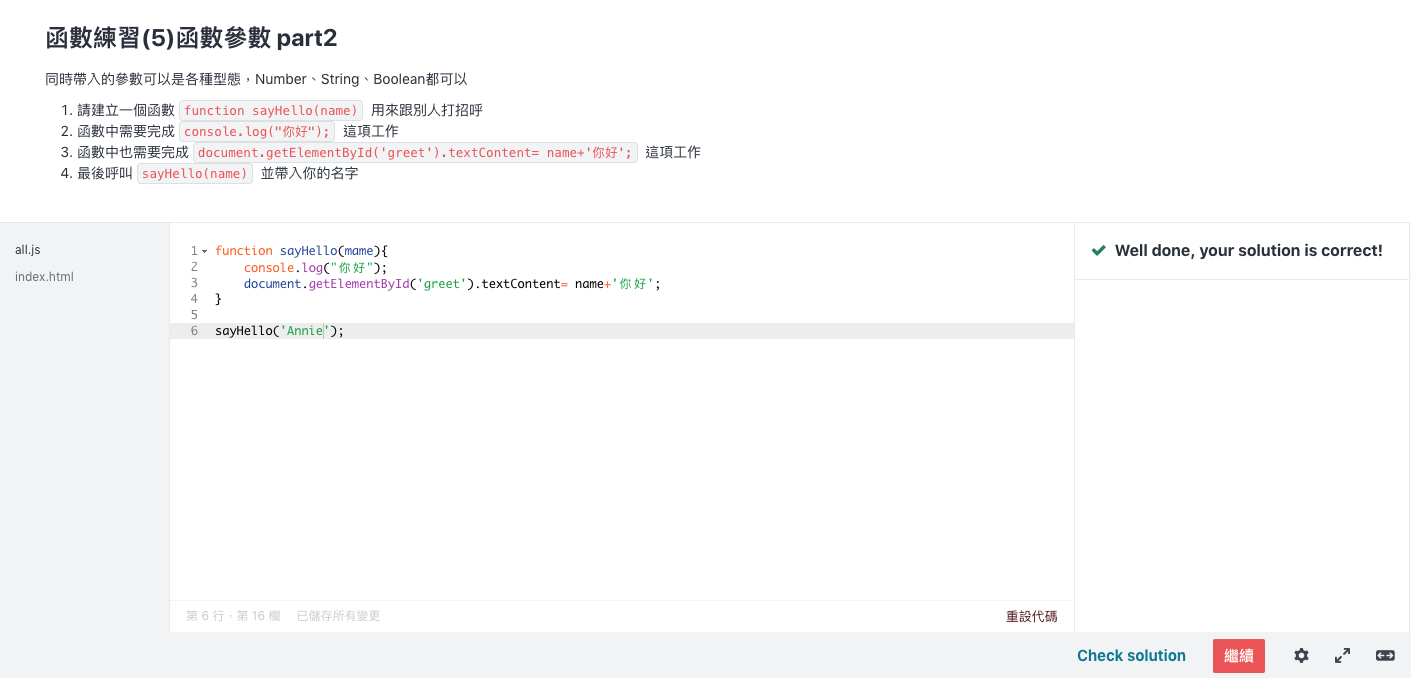 函數練習(5)函數參數 part2
同時帶入的參數可以是各種型態，Number、String、Boolean都可以
1. 請建立一個函數 function sayHello(name) 用來跟別人打招呼
2. 函數中需要完成 console.log("你好"); 這項工作
3. 函數中也需要完成 document.getElementById('greet').textContent= name+'你好'; 這項工作
4. 最後呼叫 sayHello(name) 並帶入你的名字
all.js
index.html
1 function sayHello(mame){
2 console.log("你好");
3 document.getElementById('greet').textContent= name+'你好';
4 }
5
6 sayHello('Annie');
Well done, your solution is correct!
第 6 行，第 16 欄 已儲存所有變更
重設代碼
Check solution
繼續